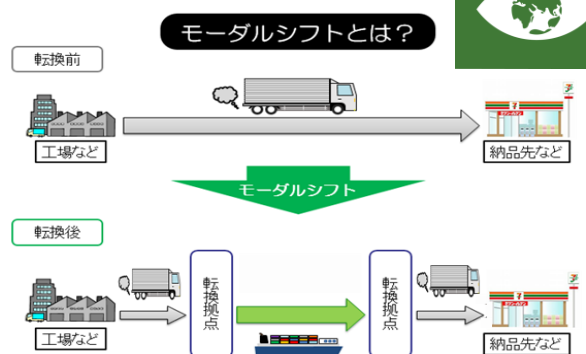 モーダルシフトとは？
転換前
工場など
納品先など
モーダルシフト
転換後
転換拠点
転換拠点
工場など
納品先など